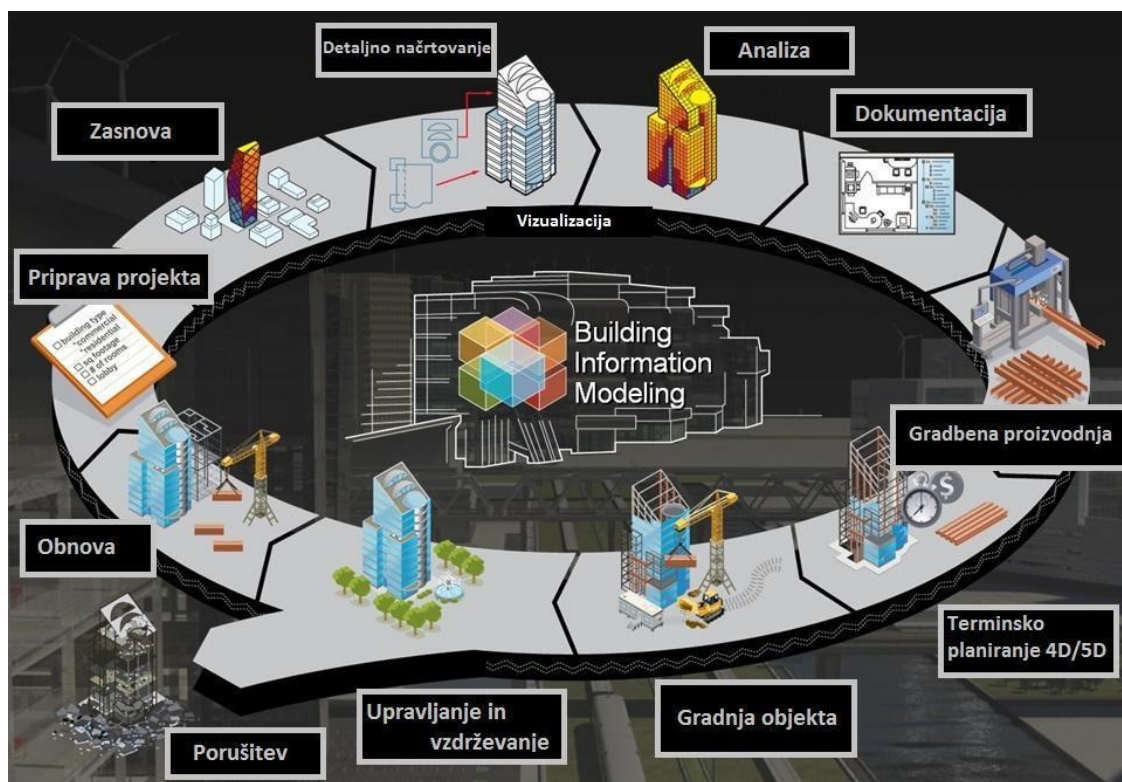 Detaljno načrtovanje
Analiza
Zasnova
Dokumentacija
Vizualizacija
Priprava projekta
building type
*commercial
*residential
sq footage
# of rooms
lobby
Building
Information
Modeling
Gradbena proizvodnja
$
Obnova
Terminsko
planiranje 4D/5D
Upravljanje in
vzdrževanje
Gradnja objekta
Porušitev